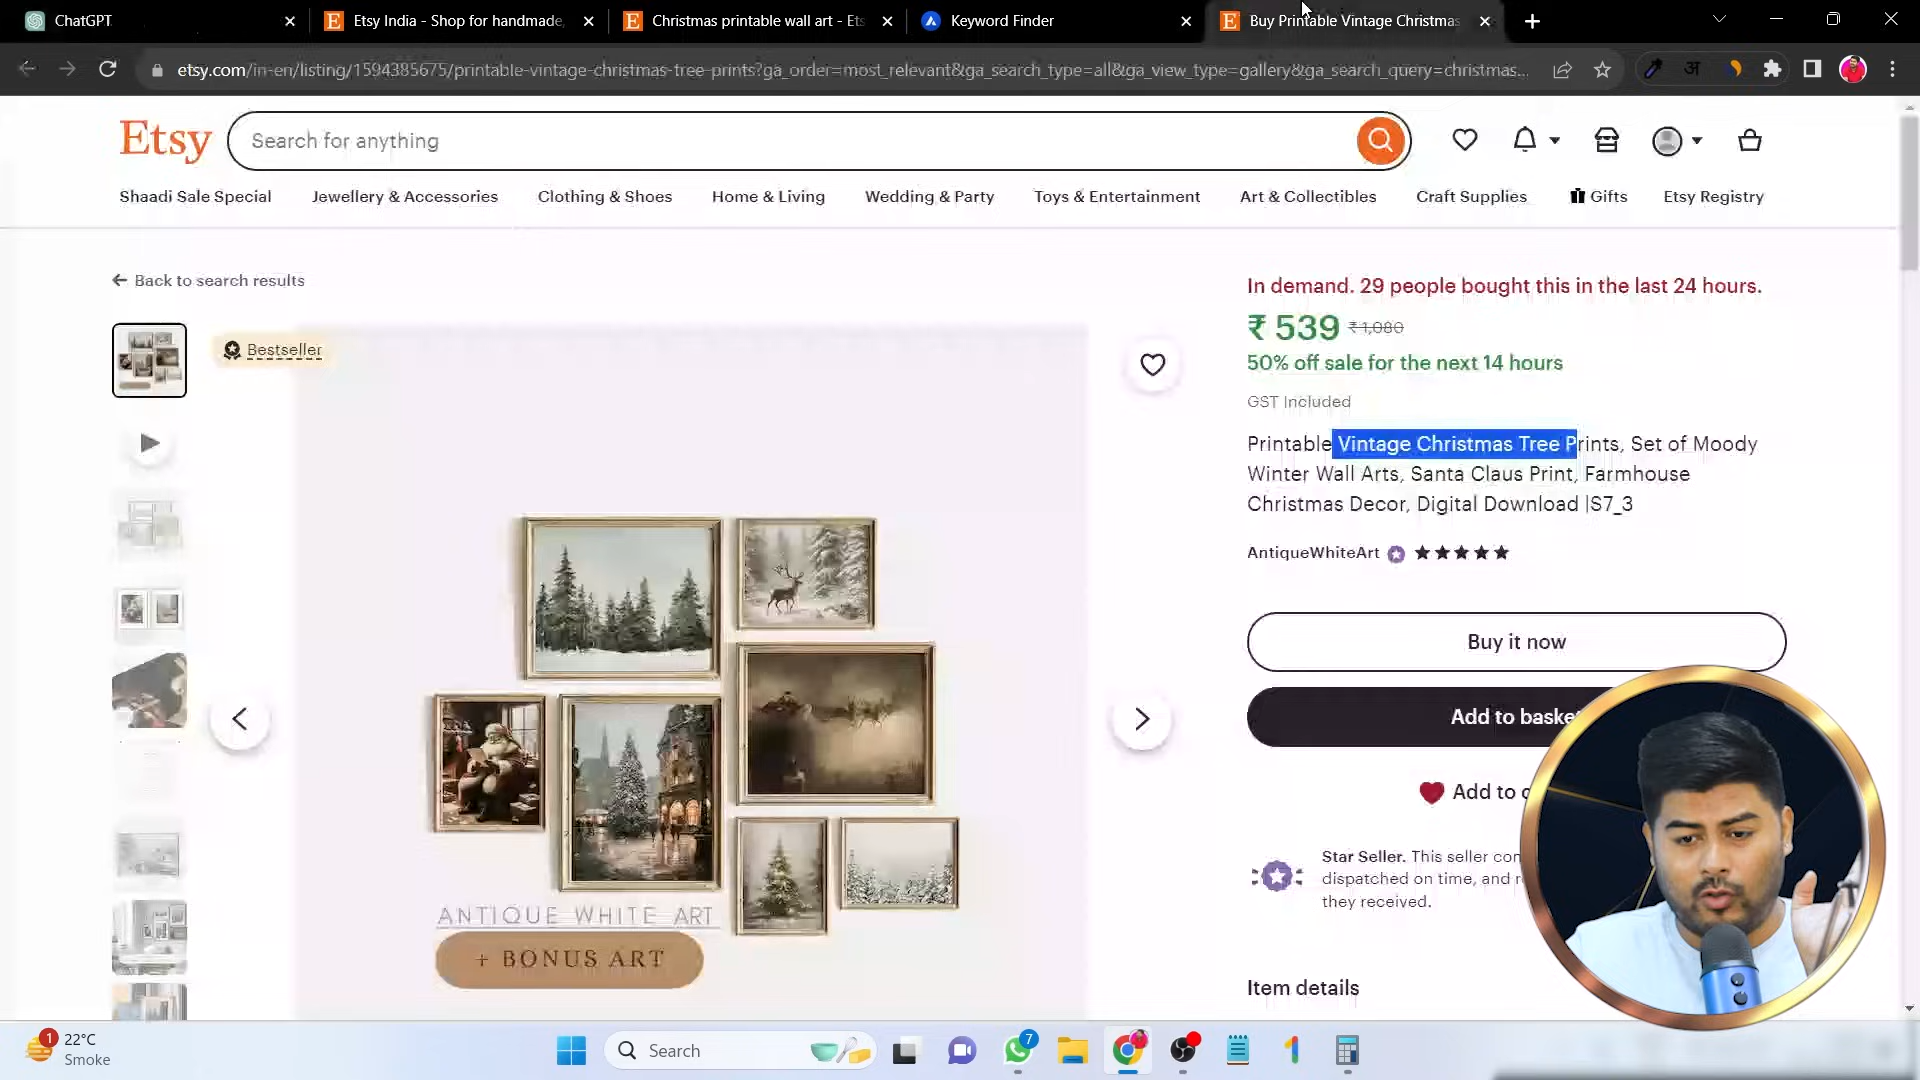 ChatGPT
Etsy India - Shop for handmade,
Christmas printable wall art - Ets
Keyword Finder
Buy Printable Vintage Christmas
etsy.com/in-en/listing/1594385675/printable-vintage-christmas-tree-prints?ga_order=most_relevant&ga_search_type=all&ga_view_type=gallery&ga_search_query=christmas...
अ
Etsy
Search for anything
Shaadi Sale Special
Jewellery & Accessories
Clothing & Shoes
Home & Living
Wedding & Party
Toys & Entertainment
Art & Collectibles
Craft Supplies
Gifts
Etsy Registry
Back to search results
Bestseller
ANTIQUE WHITE ART
+ BONUS ART
In demand. 29 people bought this in the last 24 hours.
₹ 539 ₹ 1,080
50% off sale for the next 14 hours
GST Included
Printable Vintage Christmas Tree Prints, Set of Moody
Winter Wall Arts, Santa Claus Print, Farmhouse
Christmas Decor, Digital Download |S7_3
AntiqueWhiteArt
Buy it now
Add to basket
Add to c
Star Seller. This seller con
dispatched on time, and r
they received.
Item details
1
22°C
Smoke
Search
7